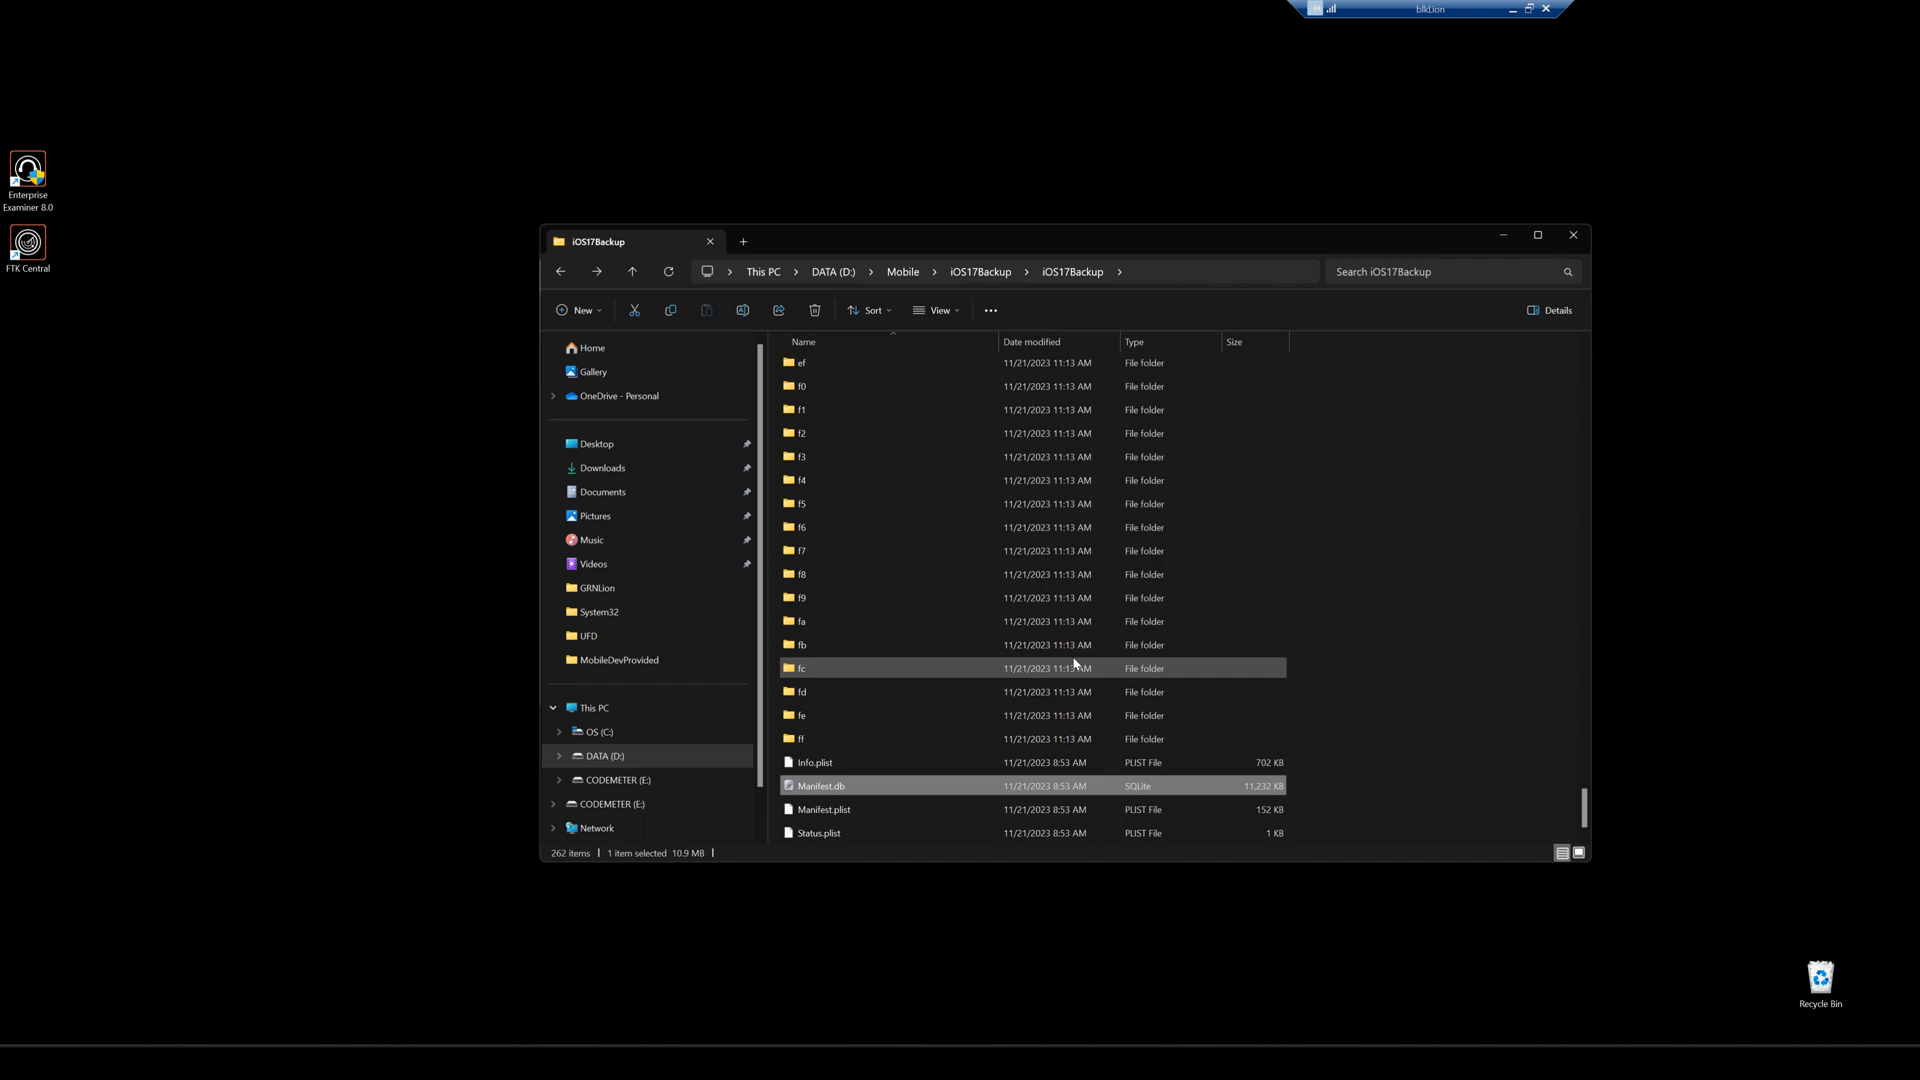 blkLion
Enterprise
Examiner 8.0
FTK Central
iOS17Backup
This PC
DATA (D:)
Mobile
iOS17Backup
iOS17Backup
Search iOS17Backup
New
Sort
View
Details
Home
Gallery
OneDrive - Personal
Desktop
Downloads
Documents
Pictures
Music
Videos
GRNLion
System32
UFD
MobileDevProvided
This PC
OS (C:)
DATA (D:)
CODEMETER (E:)
CODEMETER (E:)
Network
Name Date modified Type Size
ef 11/21/2023 11:13 AM File folder
f0 11/21/2023 11:13 AM File folder
f1 11/21/2023 11:13 AM File folder
f2 11/21/2023 11:13 AM File folder
f3 11/21/2023 11:13 AM File folder
f4 11/21/2023 11:13 AM File folder
f5 11/21/2023 11:13 AM File folder
f6 11/21/2023 11:13 AM File folder
f7 11/21/2023 11:13 AM File folder
f8 11/21/2023 11:13 AM File folder
f9 11/21/2023 11:13 AM File folder
fa 11/21/2023 11:13 AM File folder
fb 11/21/2023 11:13 AM File folder
fc 11/21/2023 11:13 AM File folder
fd 11/21/2023 11:13 AM File folder
fe 11/21/2023 11:13 AM File folder
ff 11/21/2023 11:13 AM File folder
Info.plist 11/21/2023 8:53 AM PLIST File 702 KB
Manifest.db 11/21/2023 8:53 AM SQLite 11,232 KB
Manifest.plist 11/21/2023 8:53 AM PLIST File 152 KB
Status.plist 11/21/2023 8:53 AM PLIST File 1 KB
262 items 1 item selected 10.9 MB
Recycle Bin